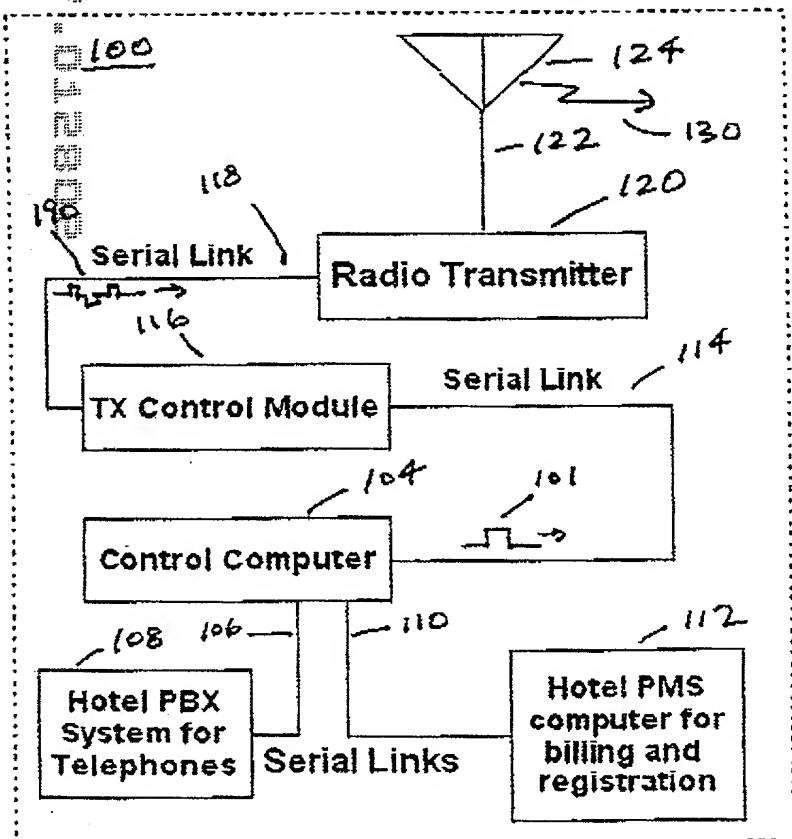 100
124
130
122
120
118
190
Serial Link
Radio Transmitter
116
114
Serial Link
TX Control Module
104
101
Control Computer
108
106
110
112
Hotel PBX
System for
Telephones
Serial Links
Hotel PMS
computer for
billing and
registration